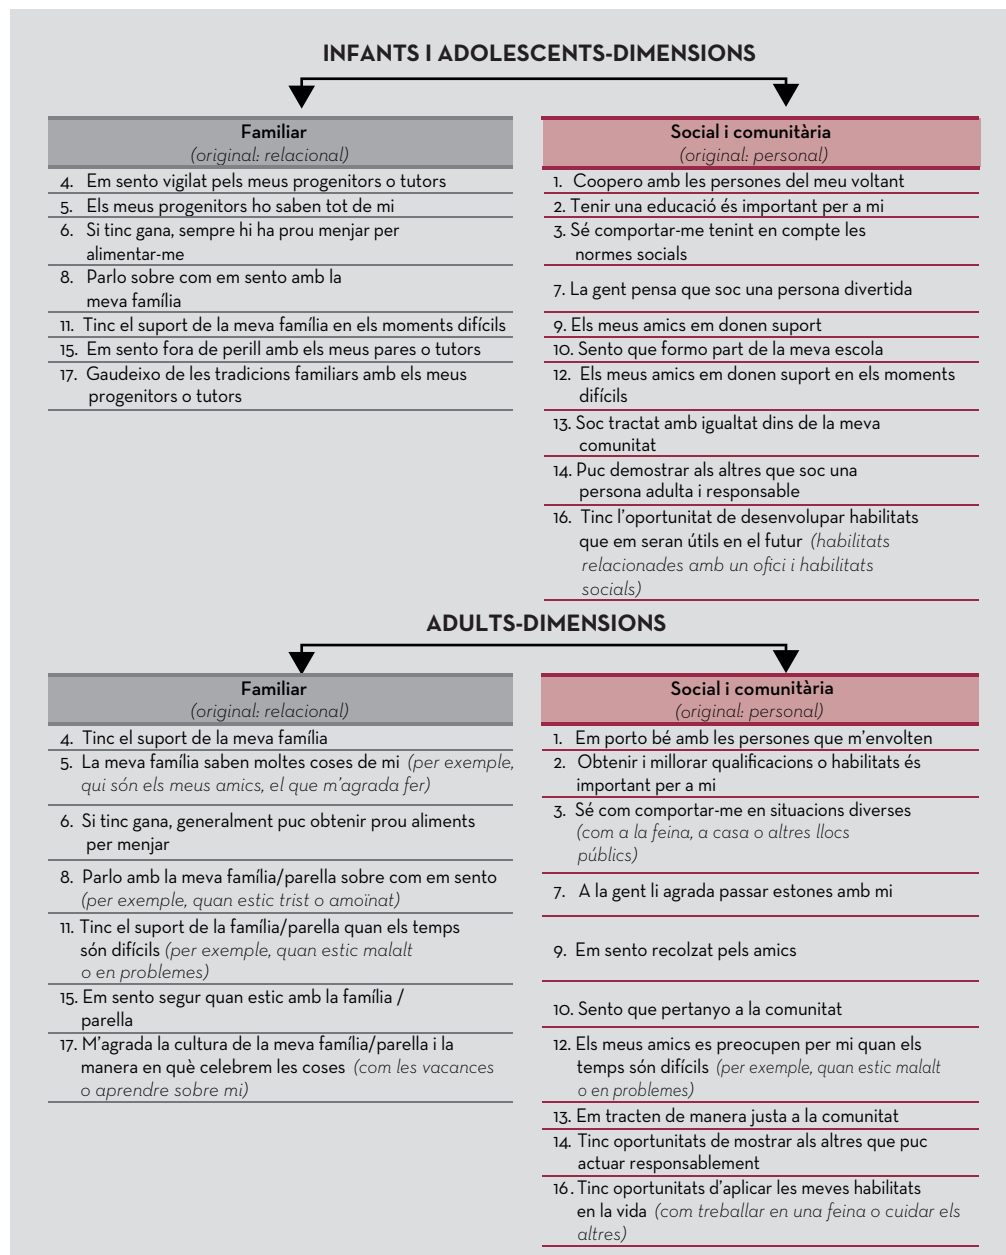 INFANTS I ADOLESCENTS-DIMENSIONS
Familiar
(original: relacional)
4. Em sento vigilat pels meus progenitors o tutors
5. Els meus progenitors ho saben tot de mi
6. Si tinc gana, sempre hi ha prou menjar per
alimentar-me
8. Parlo sobre com em sento amb la
meva família
11. Tinc el suport de la meva família en els moments difícils
15. Em sento fora de perill amb els meus pares o tutors
17. Gaudeixo de les tradicions familiars amb els meus
progenitors o tutors
Social i comunitària
(original: personal)
1. Coopero amb les persones del meu voltant
2. Tenir una educació és important per a mi
3. Sé comportar-me tenint en compte les
normes socials
7. La gent pensa que soc una persona divertida
9. Els meus amics em donen suport
10. Sento que formo part de la meva escola
12. Els meus amics em donen suport en els moments
difícils
13. Soc tractat amb igualtat dins de la meva
comunitat
14. Puc demostrar als altres que soc una
persona adulta i responsable
16. Tinc l’oportunitat de desenvolupar habilitats
que em seran útils en el futur (habilitats
relacionades amb un ofici i habilitats
socials)
ADULTS-DIMENSIONS
Familiar
(original: relacional)
4. Tinc el suport de la meva família
5. La meva família saben moltes coses de mi (per exemple,
qui són els meus amics, el que m’agrada fer)
6. Si tinc gana, generalment puc obtenir prou aliments
per menjar
8. Parlo amb la meva família/parella sobre com em sento
(per exemple, quan estic trist o amoïnat)
11. Tinc el suport de la família/parella quan els temps
són difícils (per exemple, quan estic malalt
o en problemes)
15. Em sento segur quan estic amb la família /
parella
17. M’agrada la cultura de la meva família/parella i la
manera en què celebrem les coses (com les vacances
o aprendre sobre mi)
Social i comunitària
(original: personal)
1. Em porto bé amb les persones que m’envolten
2. Obtenir i millorar qualificacions o habilitats és
important per a mi
3. Sé com comportar-me en situacions diverses
(com a la feina, a casa o altres llocs
públics)
7. A la gent li agrada passar estones amb mi
9. Em sento recolzat pels amics
10. Sento que pertanyo a la comunitat
12. Els meus amics es preocupen per mi quan els
temps són difícils (per exemple, quan estic malalt
o en problemes)
13. Em tracten de manera justa a la comunitat
14. Tinc oportunitats de mostrar als altres que puc
actuar responsablement
16. Tinc oportunitats d’aplicar les meves habilitats
en la vida (com treballar en una feina o cuidar els
altres)